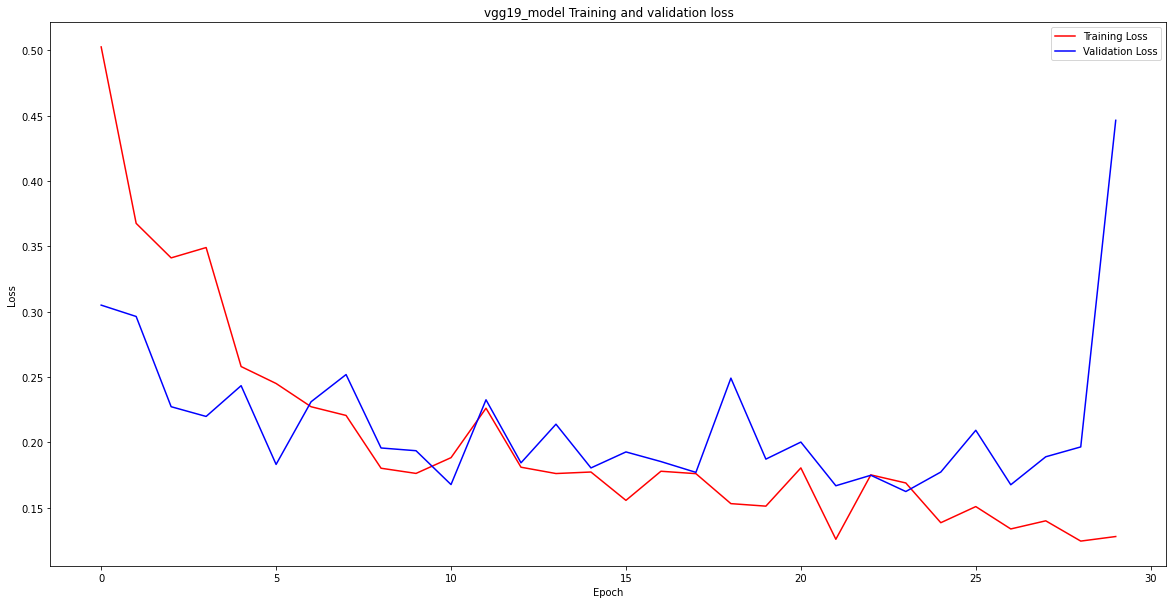 vgg19_model Training and validation loss
Training Loss
Validation Loss
0.50
0.45
0.40
0.35
0.30
0.25
0.20
0.15
Loss
0 5 10 15 20 25 30
Epoch